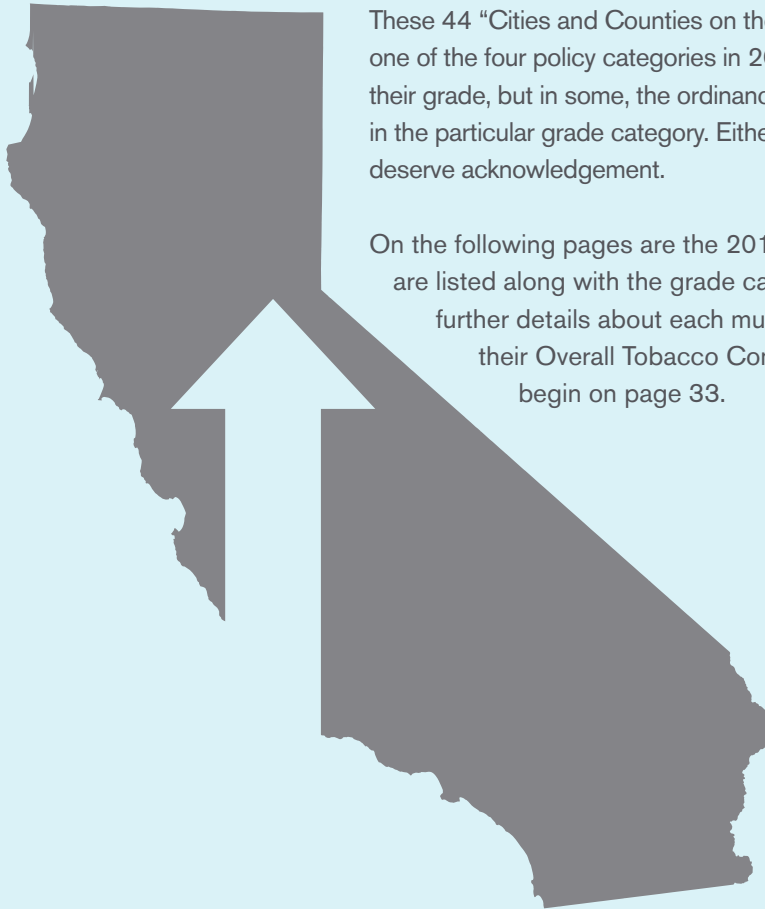 These 44 “Cities and Counties on the
one of the four policy categories in 20
their grade, but in some, the ordinanc
in the particular grade category. Eithe
deserve acknowledgement.
On the following pages are the 201
are listed along with the grade ca
further details about each mu
their Overall Tobacco Con
begin on page 33.